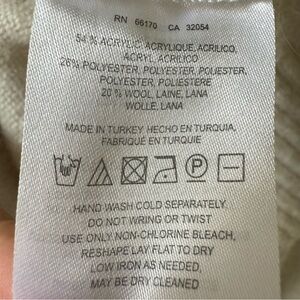 RN 66170 CA 32054
54 % ACRYLIC, ACRYLIQUE, ACRILICO,
ACRYL, ACRILICO
26% POLYESTER, POLYESTER, POLIESTER,
POLYESTER, POLIESTERE
20 % WOOL, LAINE, LANA
WOLLE, LANA
MADE IN TURKEY HECHO EN TURQUIA,
FABRIQUÉ EN TURQUIE
P
HAND WASH COLD SEPARATELY.
DO NOT WRING OR TWIST
USE ONLY NON-CHLORINE BLEACH,
RESHAPE LAY FLAT TO DRY
LOW IRON AS NEEDED,
MAY BE DRY CLEANED